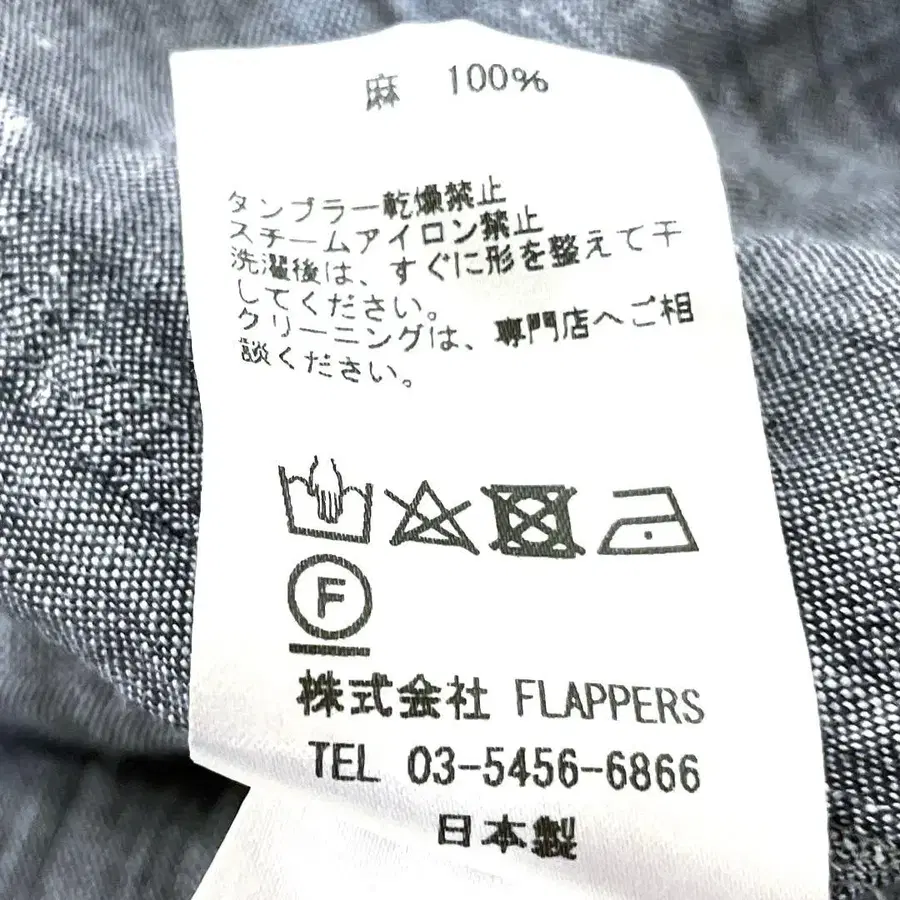 麻 100%
タンブラー乾燥禁止
スチームアイロン禁止
洗濯後は、すぐに形を整えて干
してください。
クリーニングは、専門店へご相
談ください。
F
株式会社 FLAPPERS
TEL 03-5456-6866
日本製